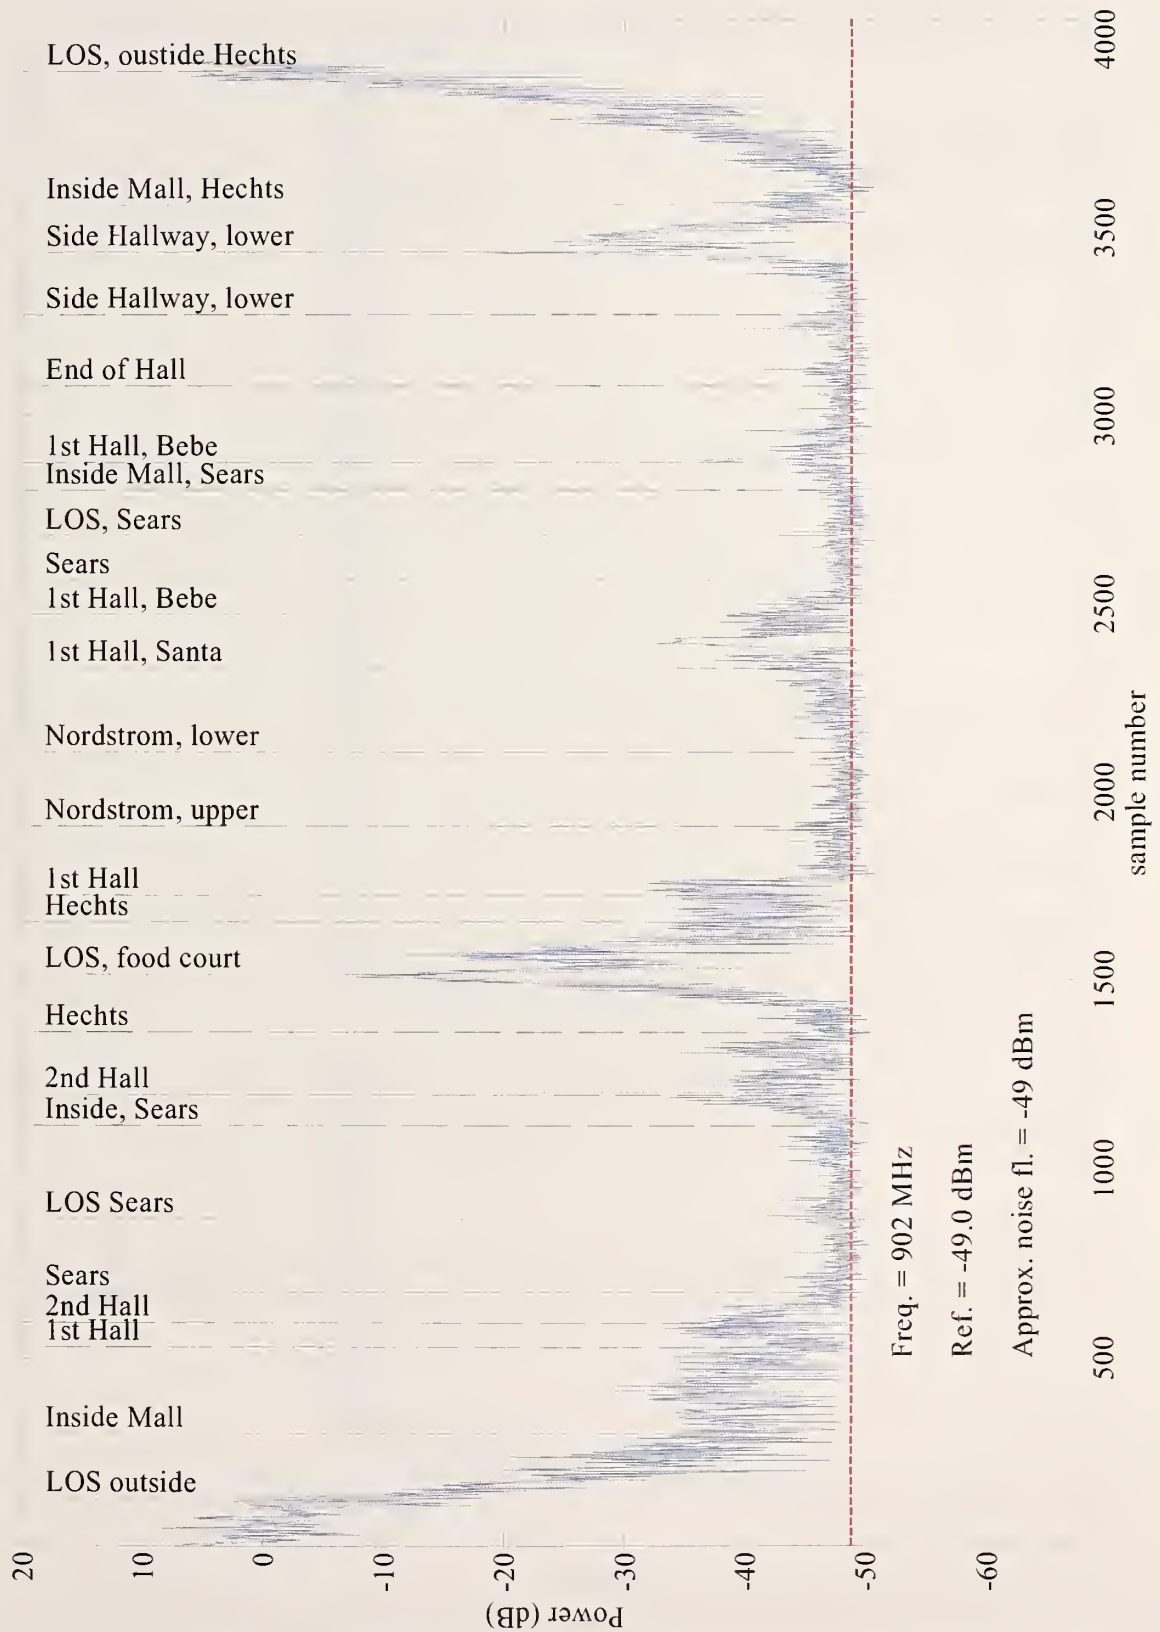 LOS, oustide Hechts
Inside Mall, Hechts
Side Hallway, lower
Side Hallway, lower
End of Hall
1st Hall, Bebe
Inside Mall, Sears
LOS, Sears
Sears
1st Hall, Bebe
1st Hall, Santa
Nordstrom, lower
Nordstrom, upper
1st Hall
Hechts
LOS, food court
Hechts
2nd Hall
Inside, Sears
LOS Sears
Sears
2nd Hall
1st Hall
Inside Mall
LOS outside
20
10
0
-10
-20
-30
-40
-50
-60
Power (dB)
Freq. = 902 MHz
Ref. = -49.0 dBm
Approx. noise fl. = -49 dBm
500
1000
1500
2000
2500
3000
3500
4000
sample number